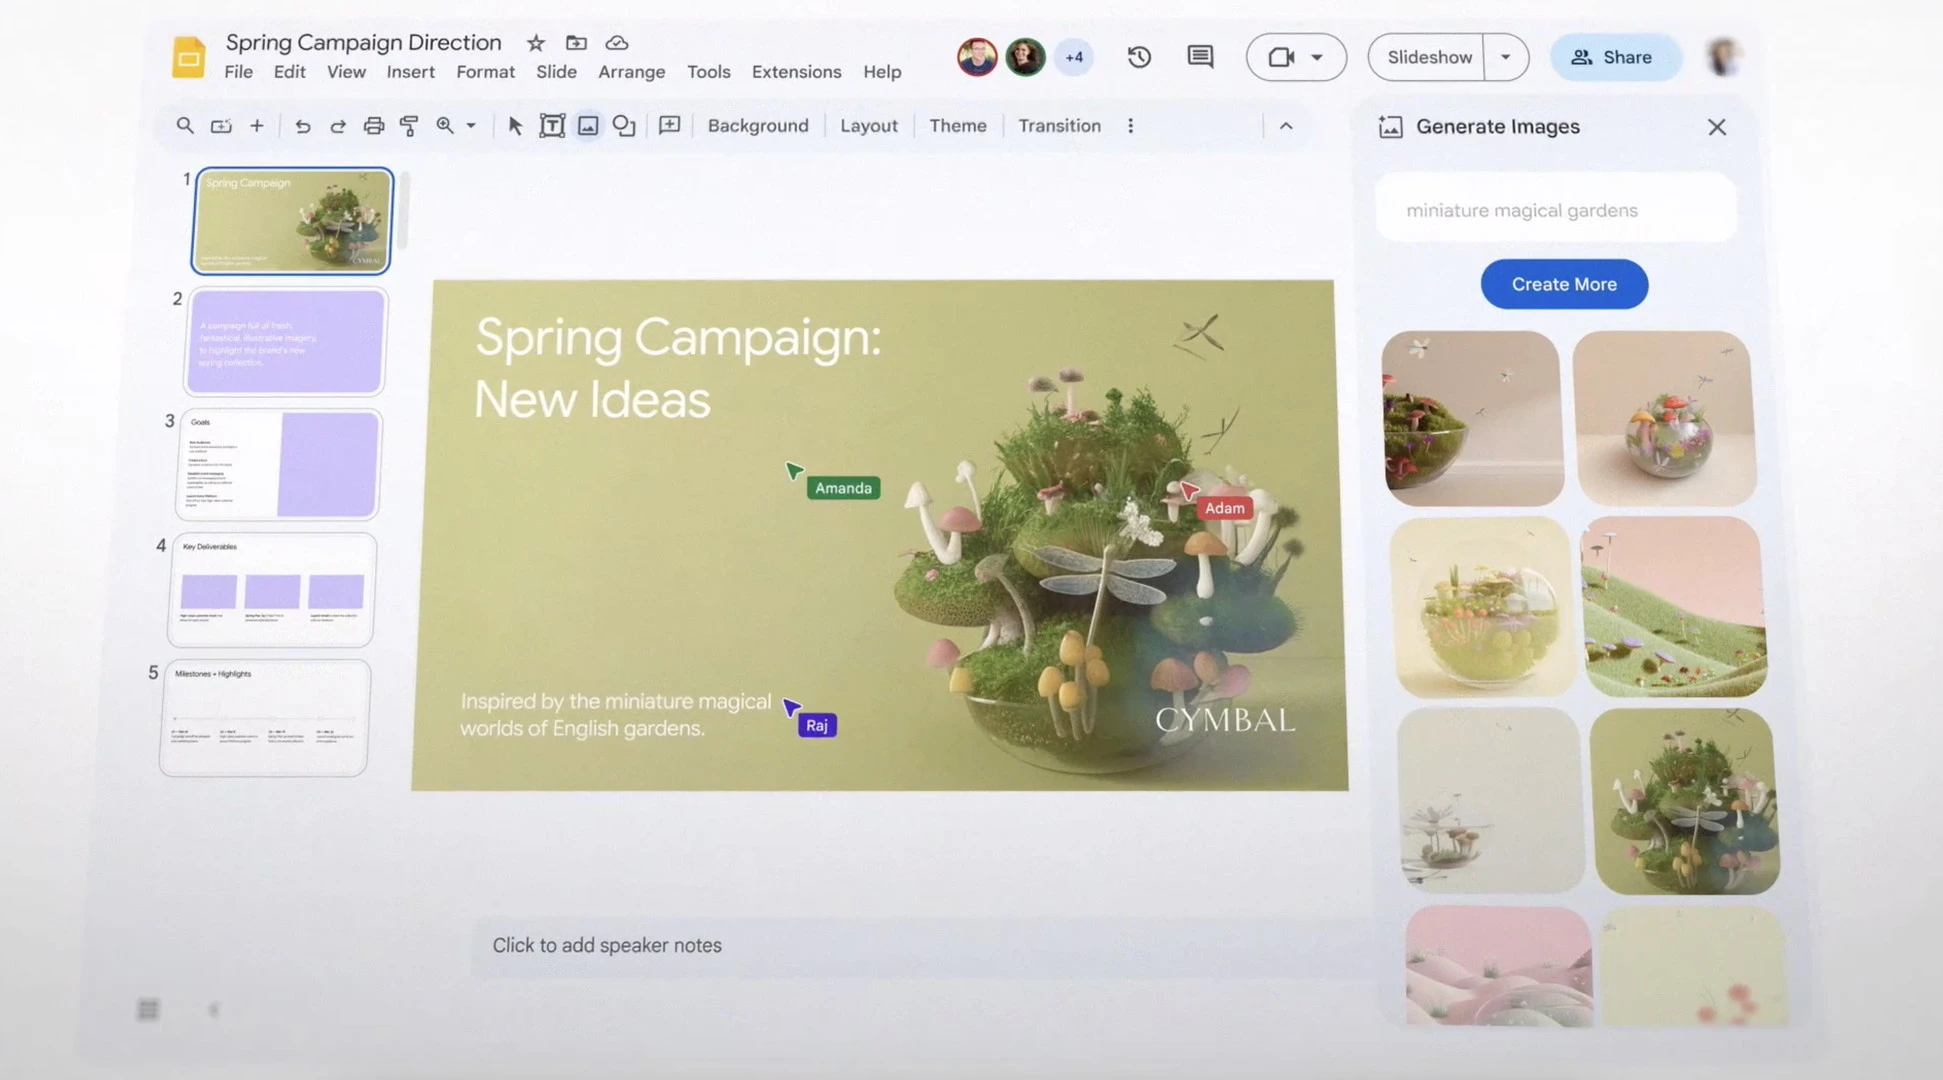 Spring Campaign Direction
File Edit View Insert Format Slide Arrange Tools Extensions Help
+4
Slideshow
Share
Background Layout Theme Transition
Generate Images
miniature magical gardens
Create More
1
Spring Campaign
CYMBAL
2
A campaign full of fresh,
fantastical, illustrative imagery,
to highlight the brand's new
spring collection.
3
Goals
4
Key Deliverables
5
Milestones + Highlights
Spring Campaign:
New Ideas
Amanda
Adam
Inspired by the miniature magical
worlds of English gardens.
Raj
CYMBAL
Click to add speaker notes